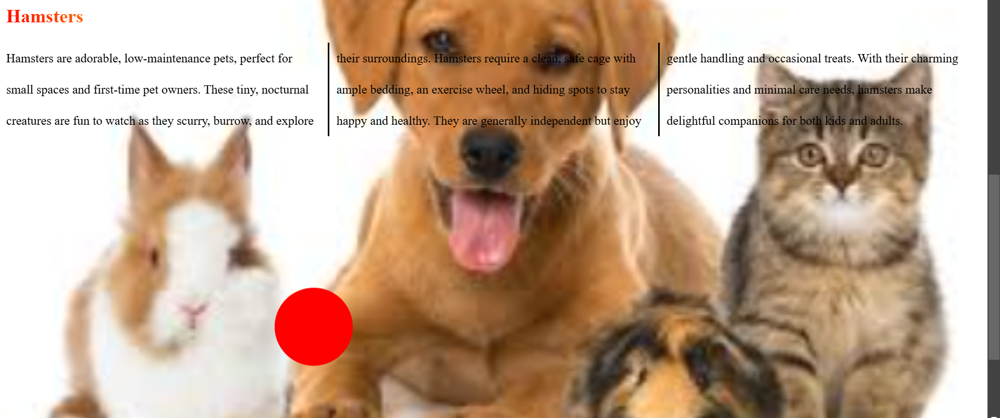 Hamsters
Hamsters are adorable, low-maintenance pets, perfect for
small spaces and first-time pet owners. These tiny, nocturnal
creatures are fun to watch as they scurry, burrow, and explore
their surroundings. Hamsters require a clean, safe cage with
ample bedding, an exercise wheel, and hiding spots to stay
happy and healthy. They are generally independent but enjoy
gentle handling and occasional treats. With their charming
personalities and minimal care needs, hamsters make
delightful companions for both kids and adults.